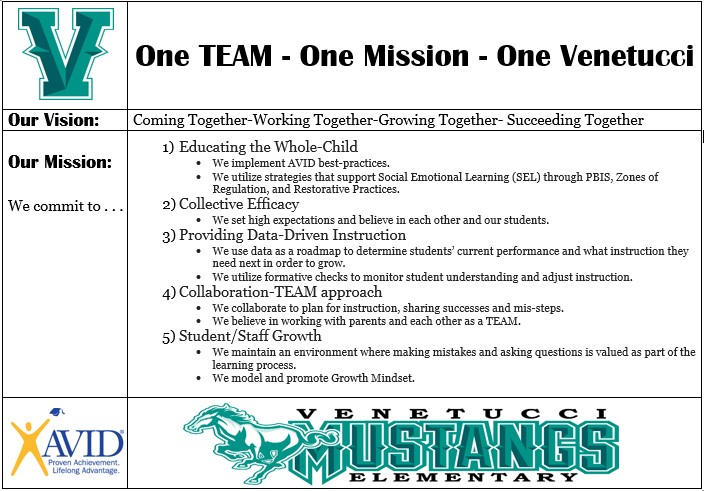 V
One TEAM - One Mission - One Venetucci
Our Vision:
Coming Together-Working Together-Growing Together- Succeeding Together
Our Mission:
We commit to . . .
1) Educating the Whole-Child
• We implement AVID best-practices.
• We utilize strategies that support Social Emotional Learning (SEL) through PBIS, Zones of
Regulation, and Restorative Practices.
2) Collective Efficacy
• We set high expectations and believe in each other and our students.
3) Providing Data-Driven Instruction
• We use data as a roadmap to determine students’ current performance and what instruction they
need next in order to grow.
• We utilize formative checks to monitor student understanding and adjust instruction.
4) Collaboration-TEAM approach
• We collaborate to plan for instruction, sharing successes and mis-steps.
• We believe in working with parents and each other as a TEAM.
5) Student/Staff Growth
• We maintain an environment where making mistakes and asking questions is valued as part of the
learning process.
• We model and promote Growth Mindset.
AVID®
Proven Achievement.
Lifelong Advantage.
VENETUCCI
MUSTANGS
ELEMENTARY